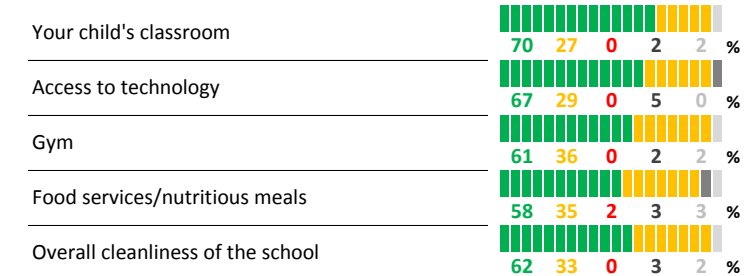 Your child's classroom
70 27 0 2 2 %
Access to technology
67 29 0 5 0 %
Gym
61 36 0 2 2 %
Food services/nutritious meals
58 35 2 3 3 %
Overall cleanliness of the school
62 33 0 3 2 %